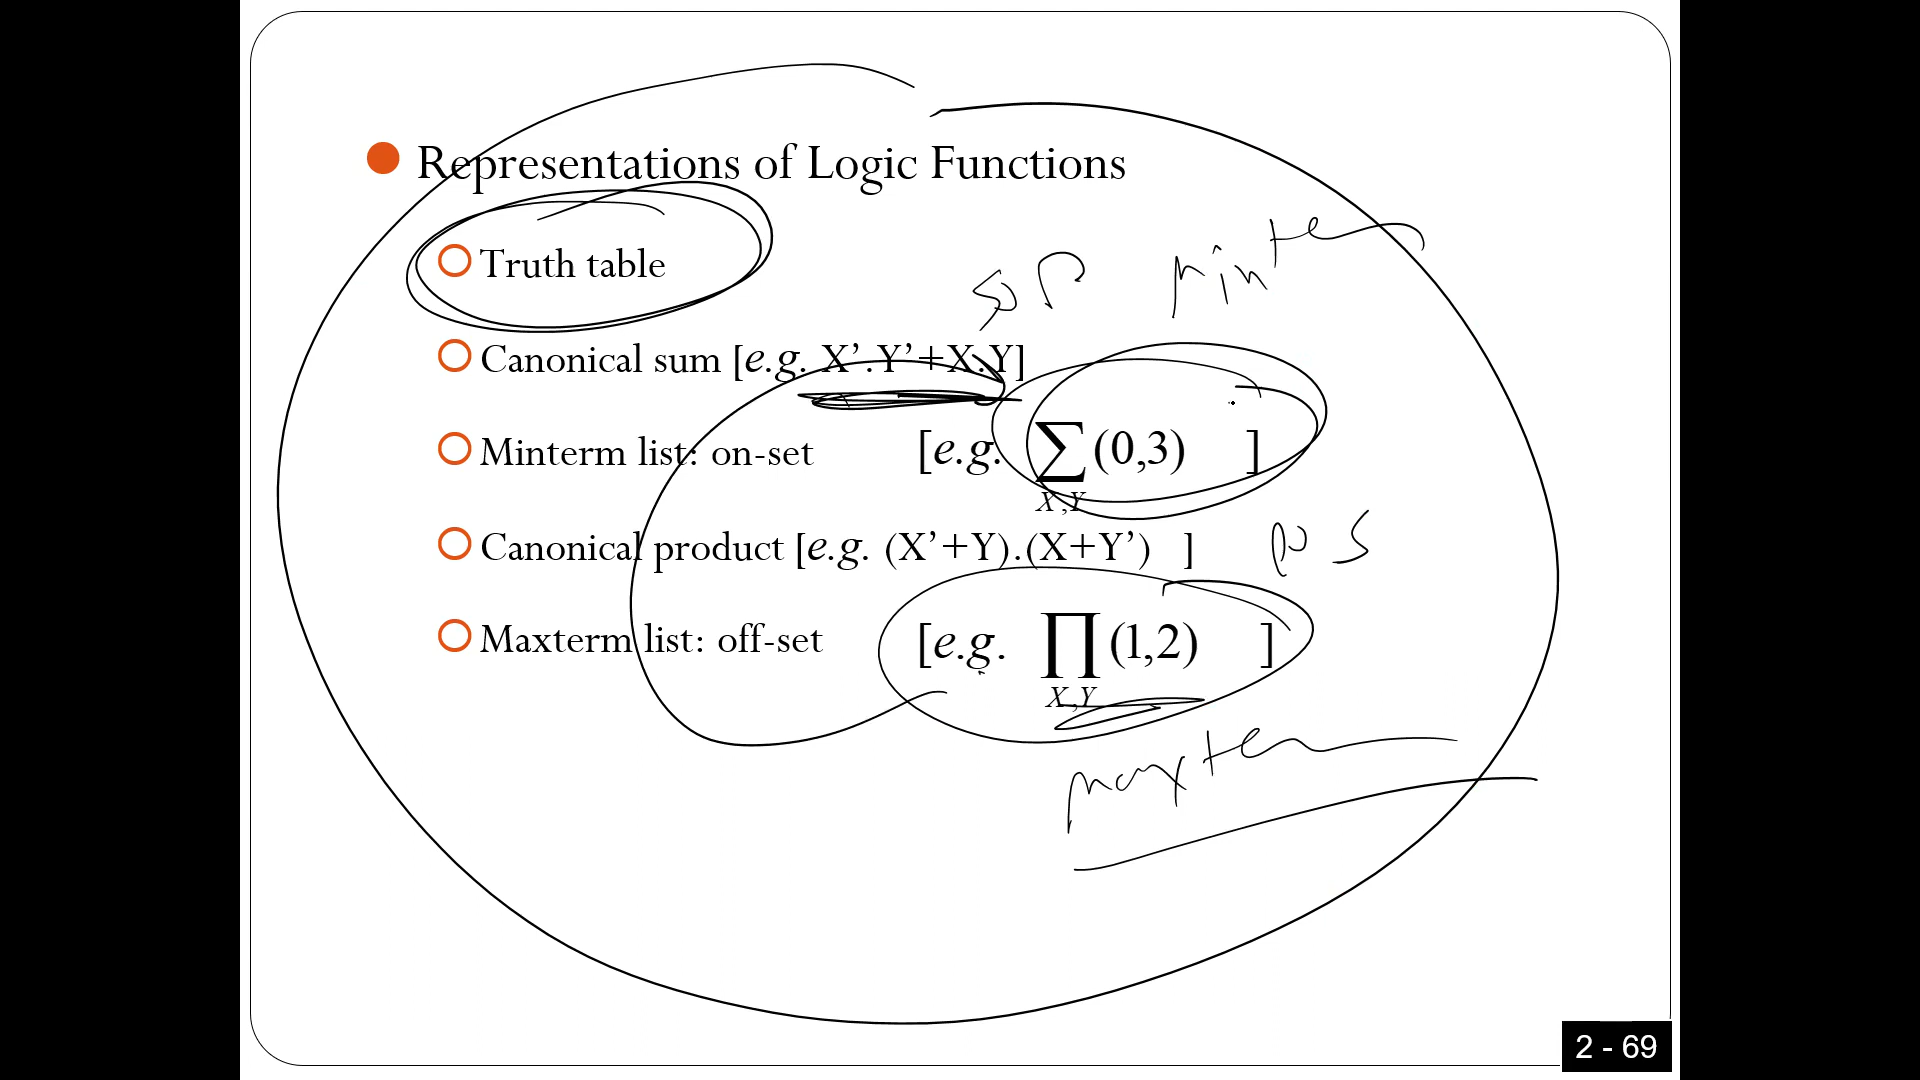 Representations of Logic Functions
Truth table
SOP minterm
Canonical sum [e.g. X’.Y’+X.Y]
Minterm list: on-set [e.g. ∑(0,3) ]
X,Y
Canonical product [e.g. (X’+Y).(X+Y’) ] POS
Maxterm list: off-set [e.g. ∏(1,2) ]
X,Y
maxterm
2 - 69